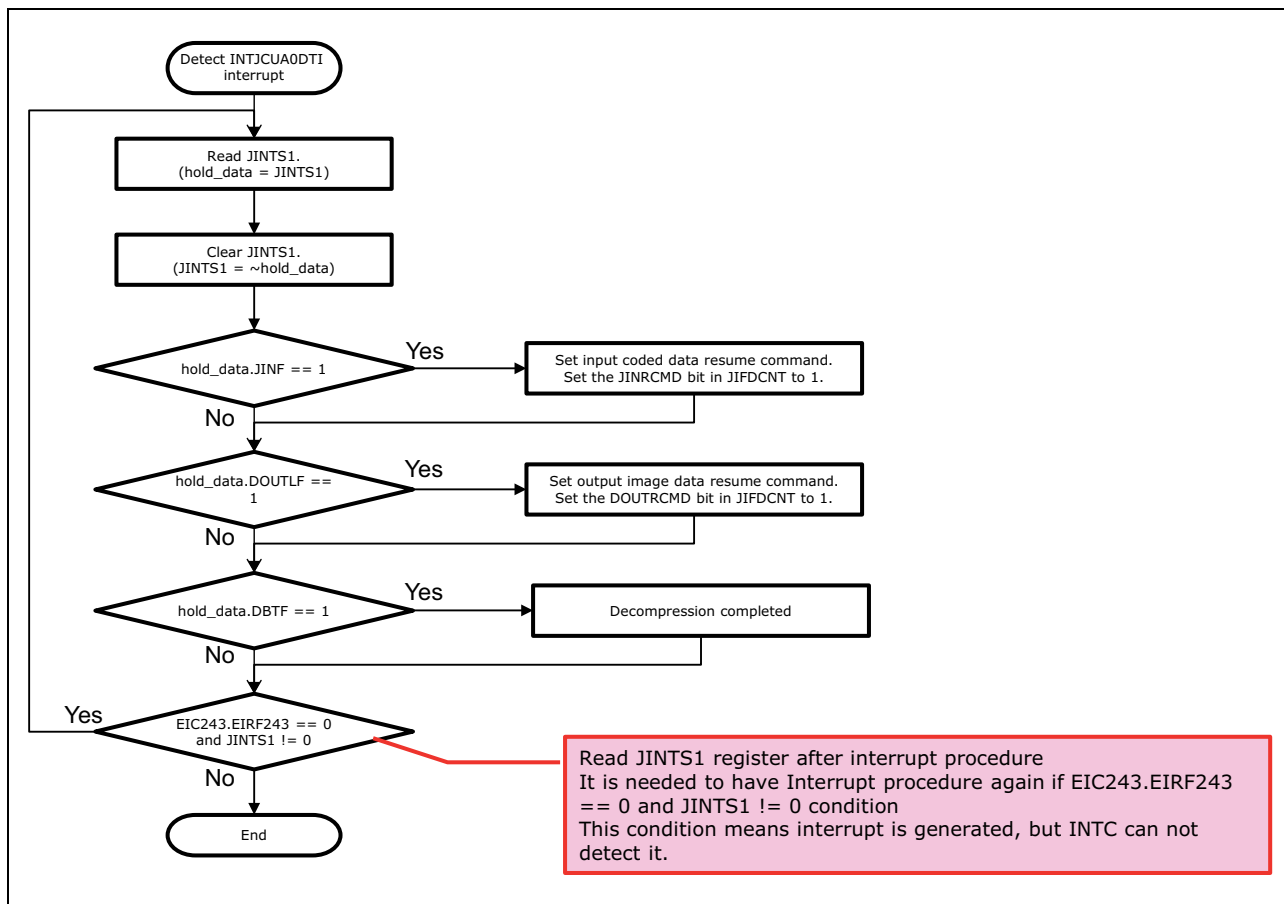 Detect INTJCUA0DTI
interrupt
Read JINTS1.
(hold_data = JINTS1)
Clear JINTS1.
(JINTS1 = ~hold_data)
hold_data.JINF == 1
Yes
Set input coded data resume command.
Set the JINRCMD bit in JIFDCNT to 1.
No
hold_data.DOUTLF ==
1
Yes
Set output image data resume command.
Set the DOUTRCMD bit in JIFDCNT to 1.
No
hold_data.DBTF == 1
Yes
Decompression completed
No
Yes
EIC243.EIRF243 == 0
and JINTS1 != 0
No
End
Read JINTS1 register after interrupt procedure
It is needed to have Interrupt procedure again if EIC243.EIRF243
== 0 and JINTS1 != 0 condition
This condition means interrupt is generated, but INTC can not
detect it.